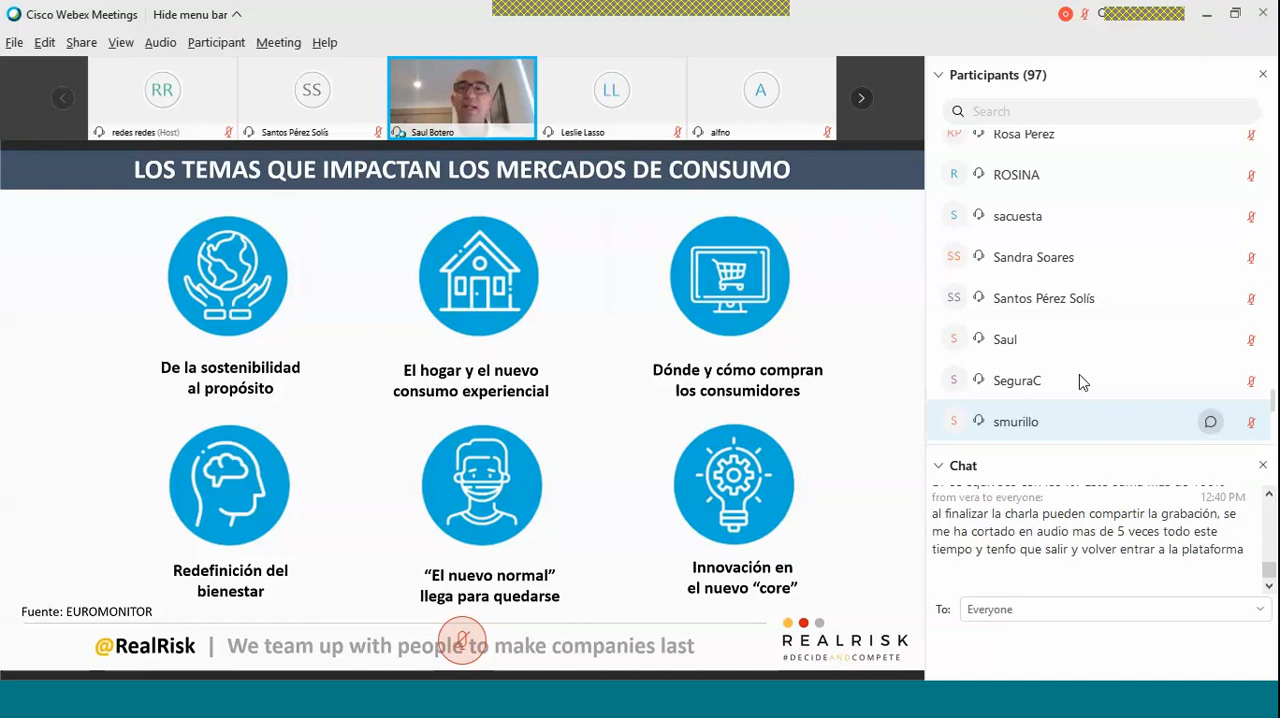 Cisco Webex Meetings
Hide menu bar
File Edit Share View Audio Participant Meeting Help
RR
SS
LL
A
redes redes (Host)
Santos Pérez Solís
Saul Botero
Leslie Lasso
alfno
LOS TEMAS QUE IMPACTAN LOS MERCADOS DE CONSUMO
De la sostenibilidad
al propósito
El hogar y el nuevo
consumo experiencial
Dónde y cómo compran
los consumidores
Redefinición del
bienestar
“El nuevo normal”
llega para quedarse
Innovación en
el nuevo “core”
Fuente: EUROMONITOR
@RealRisk | We team up with people to make companies last
REALRISK
#DECIDEANDCOMPETE
Participants (97)
Search
RP Rosa Perez
R ROSINA
S sacuesta
SS Sandra Soares
SS Santos Pérez Solís
S Saul
S SeguraC
S smurillo
Chat
from vera to everyone: 12:40 PM
al finalizar la charla pueden compartir la grabación, se
me ha cortado en audio mas de 5 veces todo este
tiempo y tenfo que salir y volver entrar a la plataforma
To: Everyone